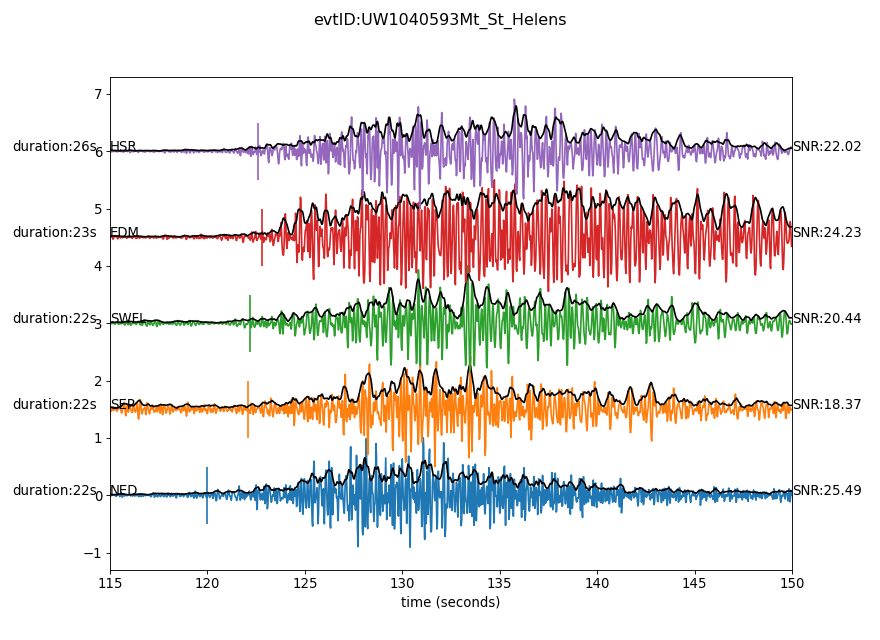 evtID:UW1040593Mt_St_Helens
7
duration:26s HSR SNR:22.02
6
5
duration:23s EDM SNR:24.23
4
duration:22s SWFL SNR:20.44
3
2
duration:22s SEP SNR:18.37
1
duration:22s NED SNR:25.49
0
−1
115 120 125 130 135 140 145 150
time (seconds)